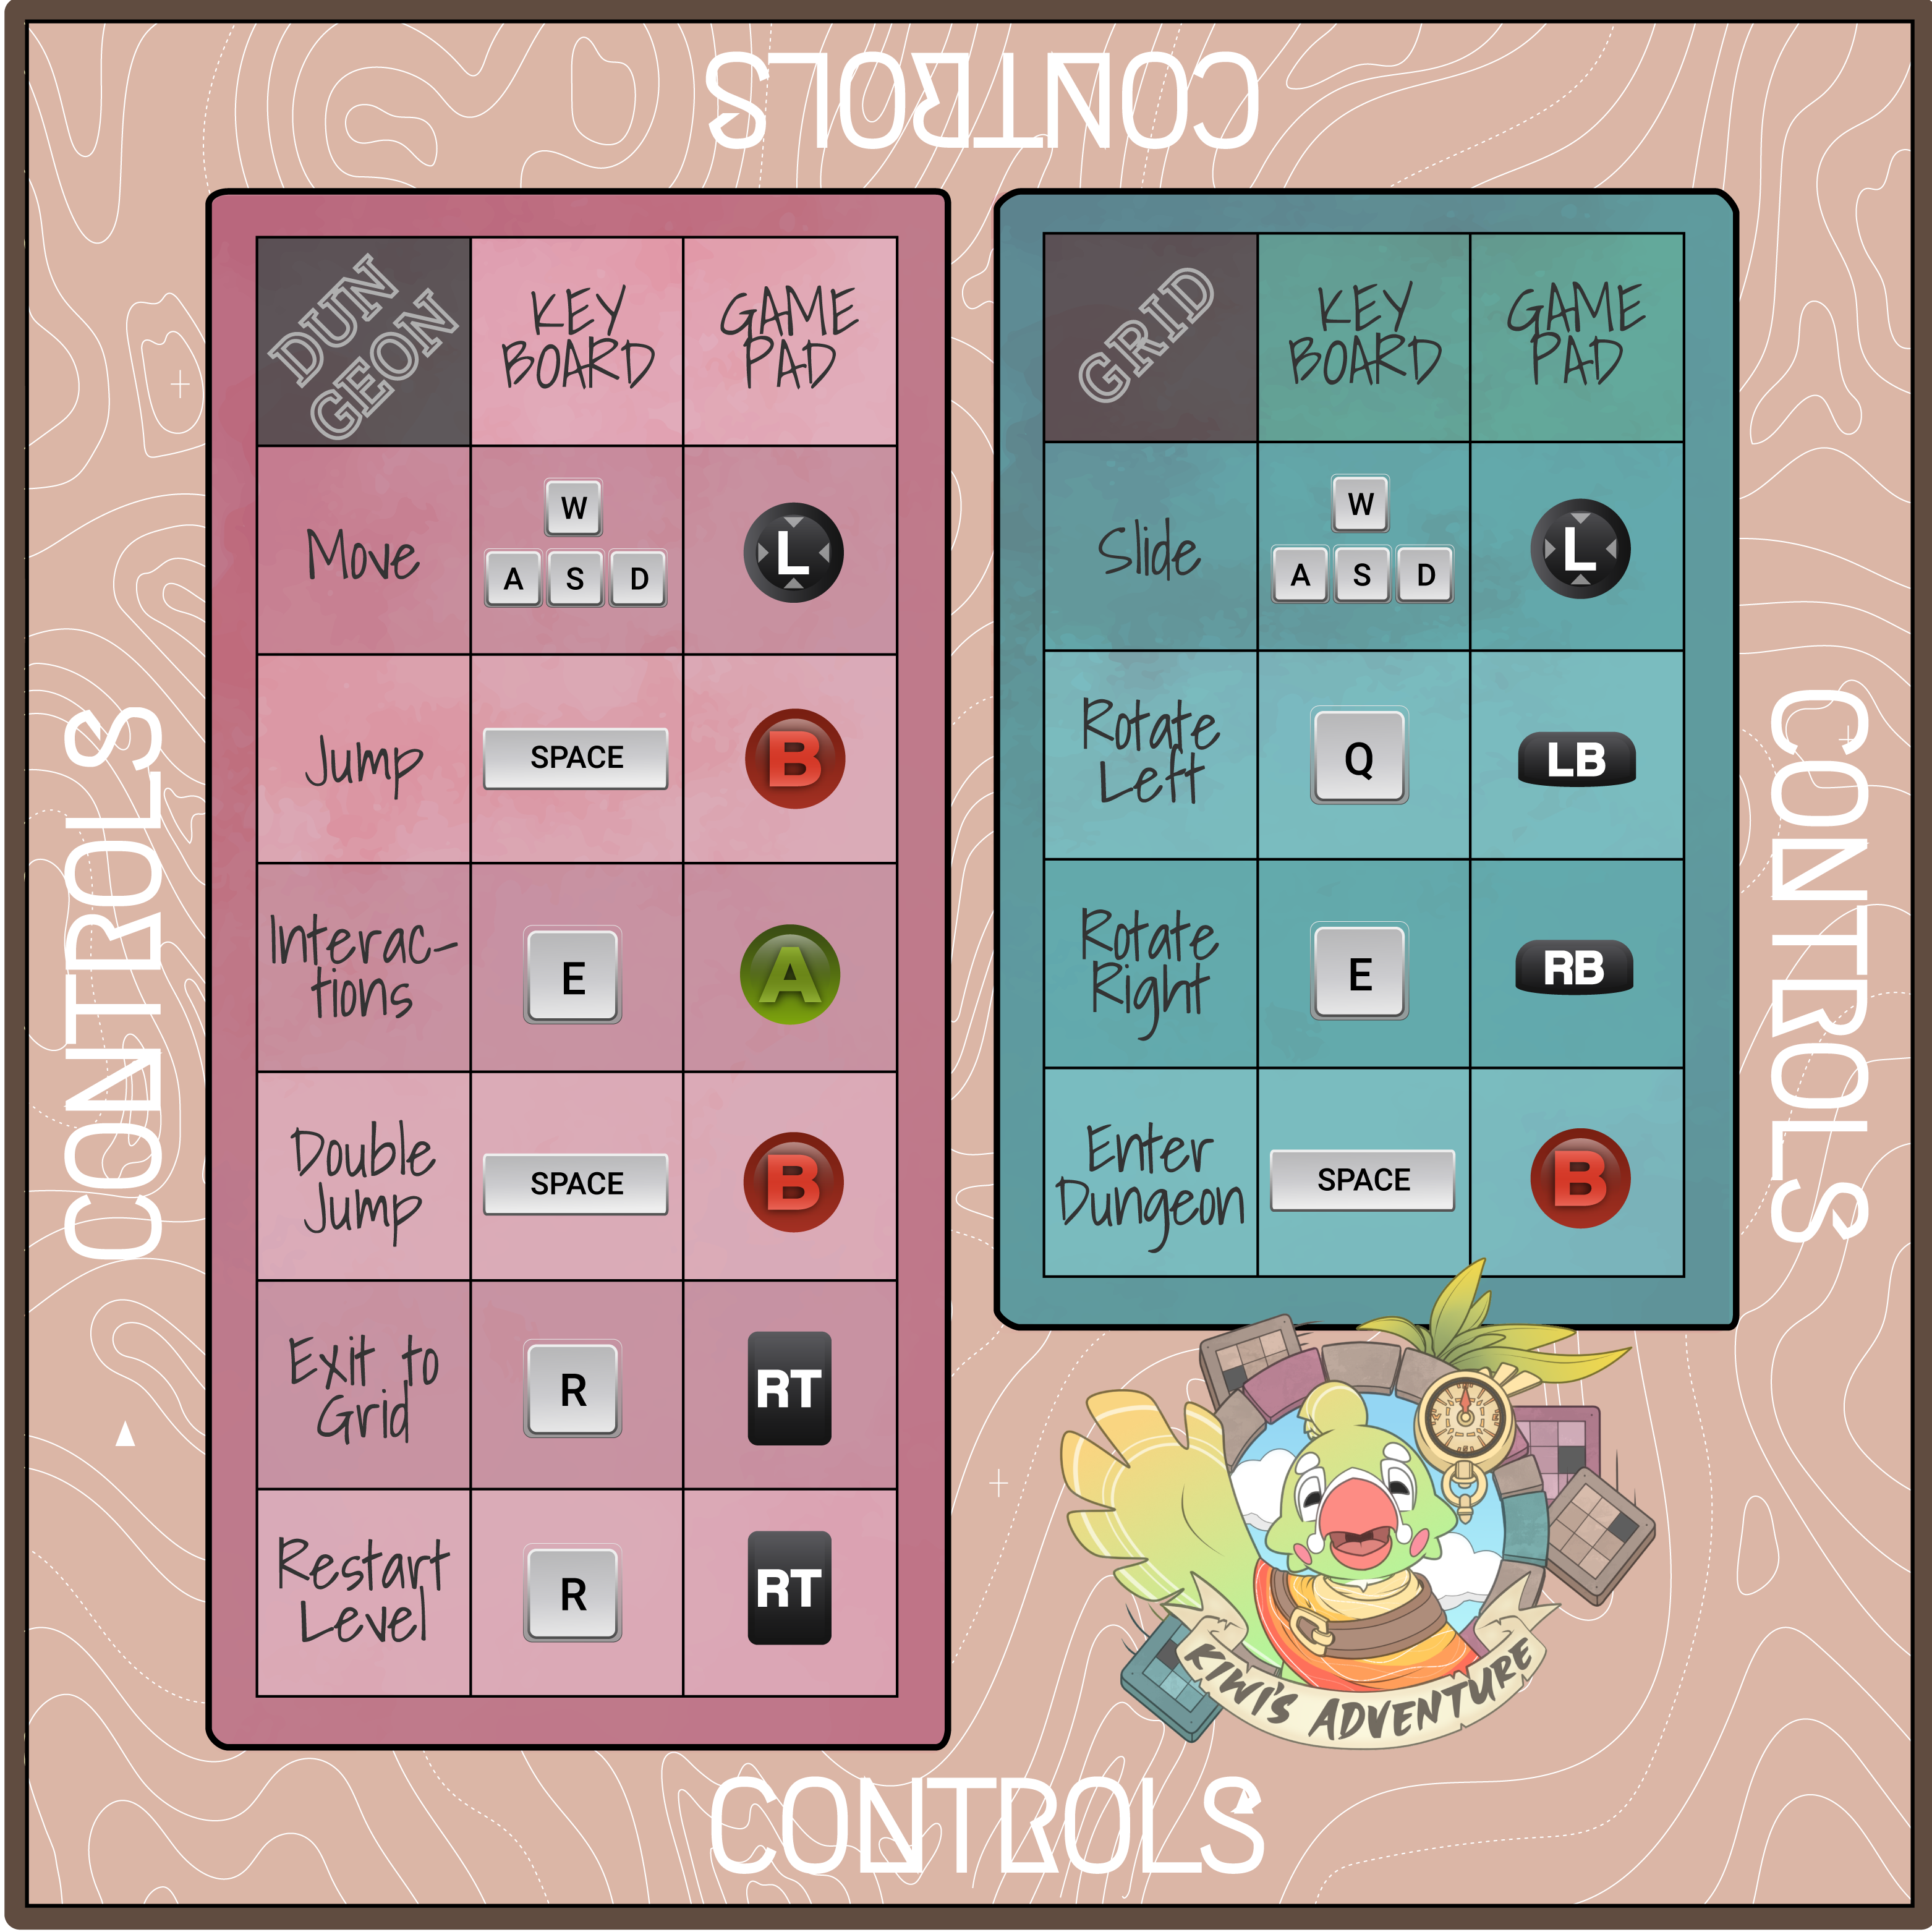 CONTROLS
CONTROLS
DUN
GEON
KEY
BOARD
GAME
PAD
Move
W
A S D
L
Jump
SPACE
B
Interac-
tions
E
A
Double
Jump
SPACE
B
Exit to
Grid
R
RT
Restart
Level
R
RT
GRID
KEY
BOARD
GAME
PAD
Slide
W
A S D
L
Rotate
Left
Q
LB
Rotate
Right
E
RB
Enter
Dungeon
SPACE
B
KIWI'S ADVENTURE
CONTROLS
CONTROLS